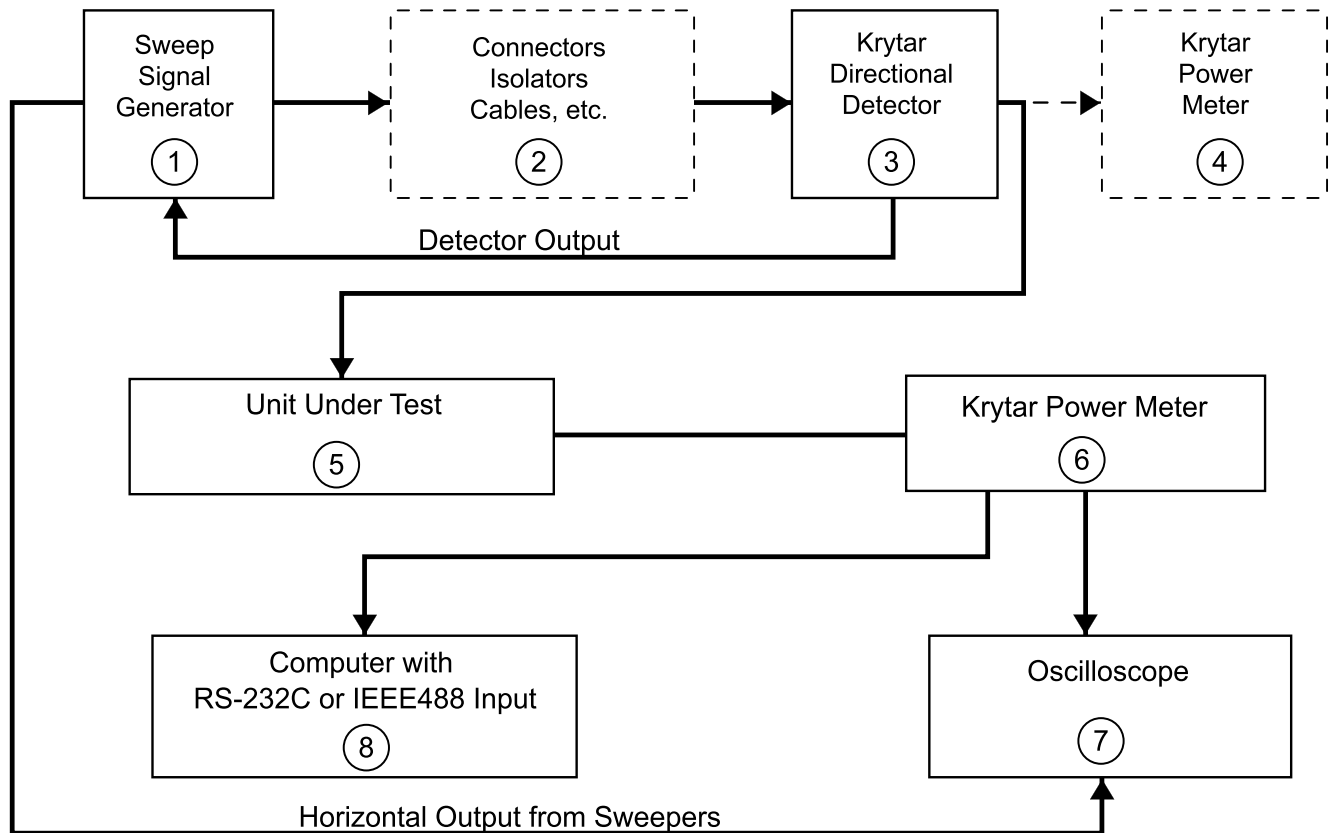 Sweep
Signal
Generator
1
Connectors
Isolators
Cables, etc.
2
Krytar
Directional
Detector
3
Krytar
Power
Meter
4
Detector Output
Unit Under Test
5
Krytar Power Meter
6
Computer with
RS-232C or IEEE488 Input
8
Oscilloscope
7
Horizontal Output from Sweepers